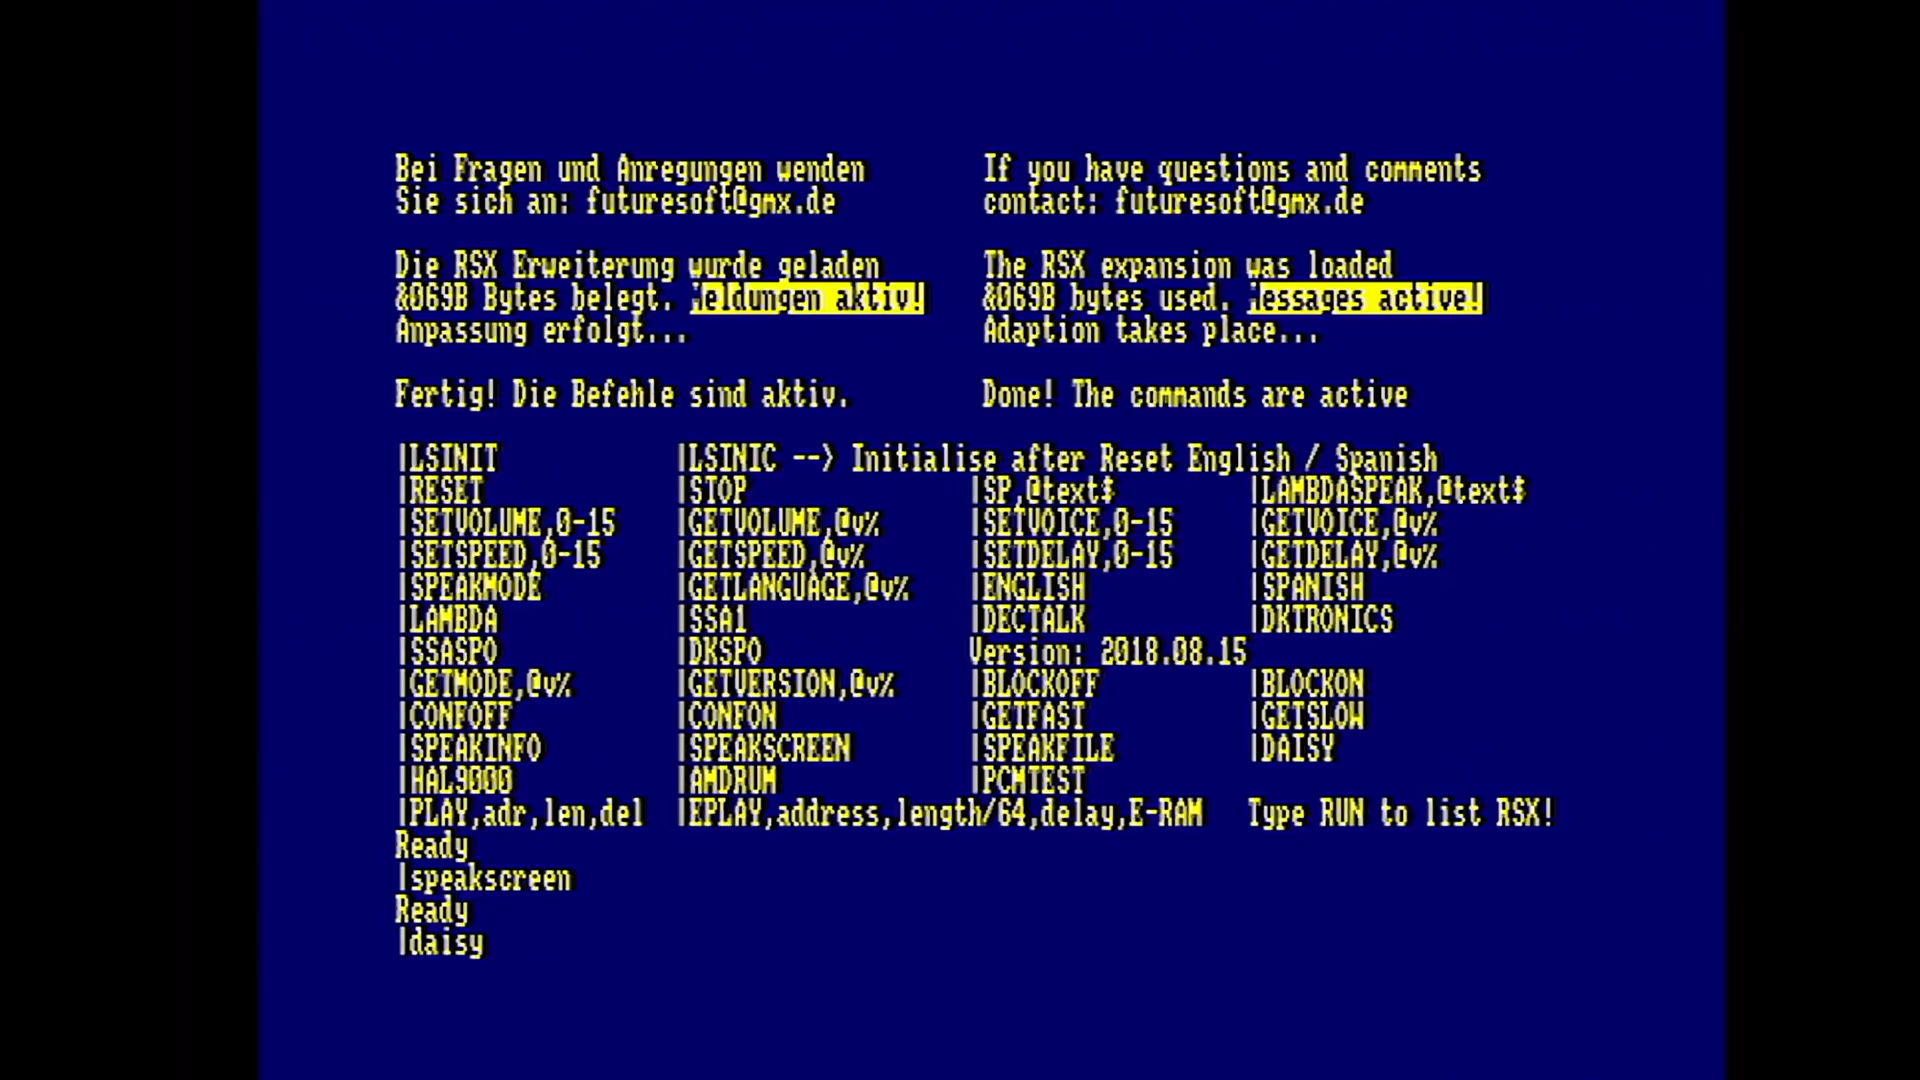 Bei Fragen und Anregungen wenden If you have questions and comments
Sie sich an: futuresoft@gmx.de contact: futuresoft@gmx.de
Die RSX Erweiterung wurde geladen The RSX expansion was loaded
&069B Bytes belegt. Meldungen aktiv! &069B bytes used. Messages active!
Anpassung erfolgt... Adaption takes place...
Fertig! Die Befehle sind aktiv. Done! The commands are active
|LSINIT |LSINIC --> Initialise after Reset English / Spanish
|RESET |STOP |SP,@text$ |LAMBDASPEAK,@text$
|SETVOLUME,0-15 |GETVOLUME,@v% |SETVOICE,0-15 |GETVOICE,@v%
|SETSPEED,0-15 |GETSPEED,@v% |SETDELAY,0-15 |GETDELAY,@v%
|SPEAKMODE |GETLANGUAGE,@v% |ENGLISH |SPANISH
|LAMBDA |SSA1 |DECTALK |DKTRONICS
|SSASPO |DKSPO Version: 2018.08.15
|GETMODE,@v% |GETVERSION,@v% |BLOCKOFF |BLOCKON
|CONFOFF |CONFON |GETFAST |GETSLOW
|SPEAKINFO |SPEAKSCREEN |SPEAKFILE |DAISY
|HAL9000 |AMDRUM |PCMTEST
|PLAY,adr,len,del |EPLAY,address,length/64,delay,E-RAM Type RUN to list RSX!
Ready
|speakscreen
Ready
|daisy